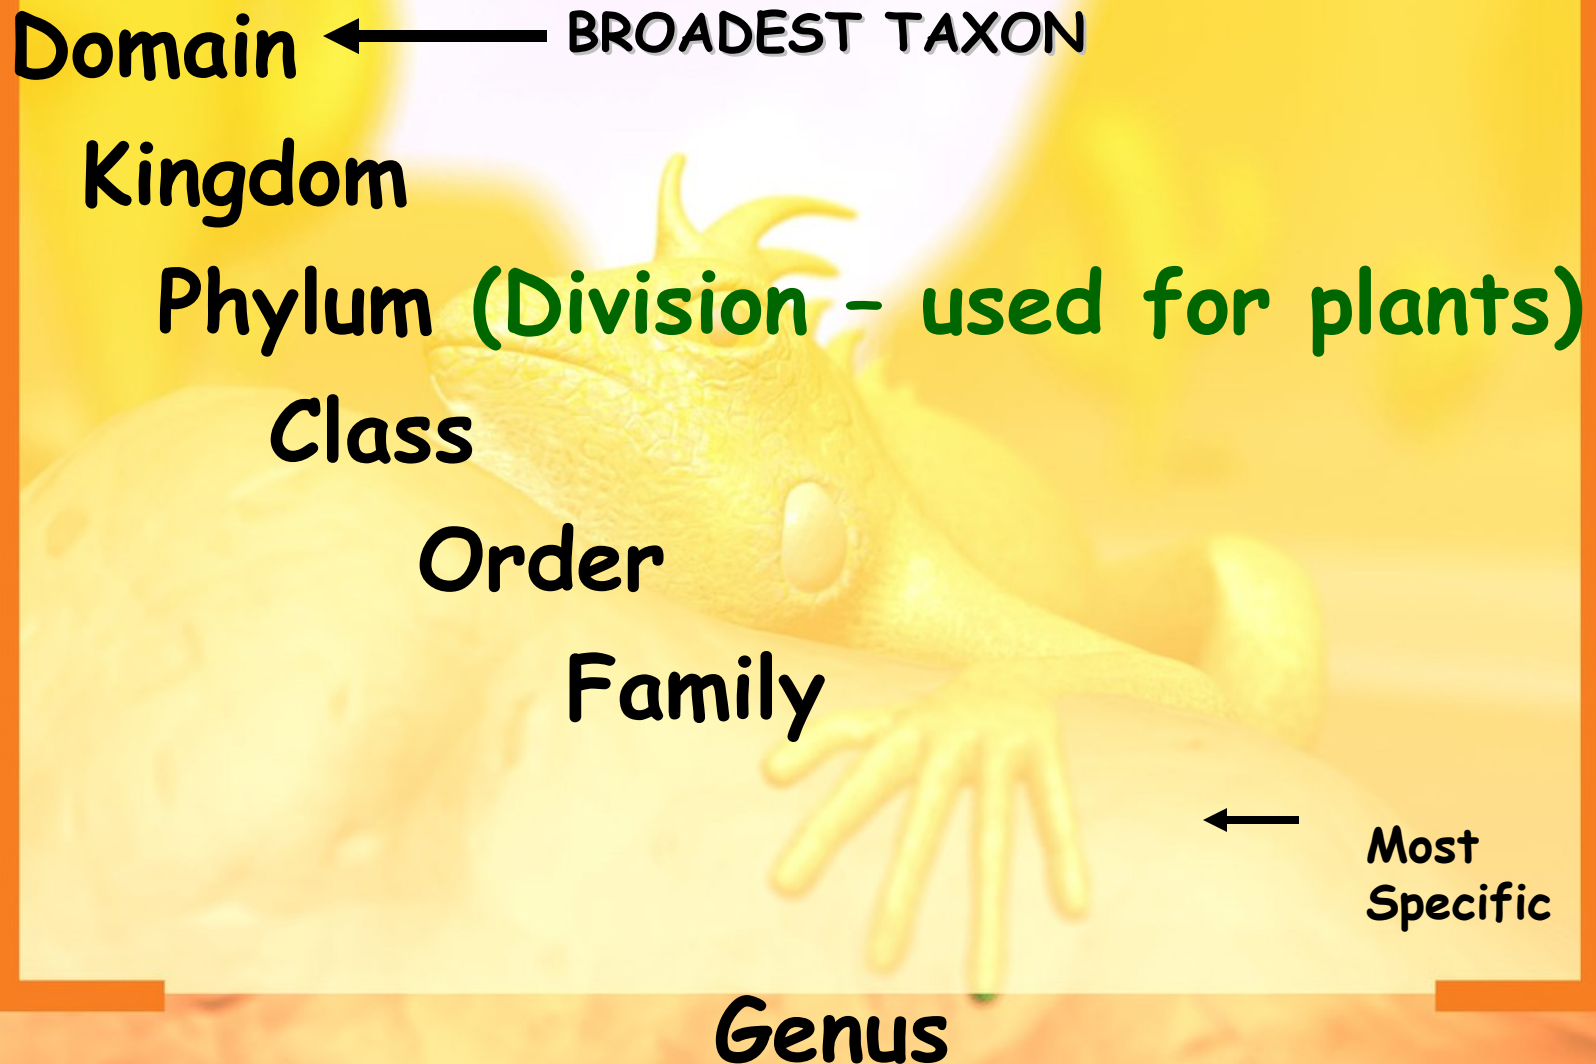 Domain BROADEST TAXON
Kingdom
Phylum (Division – used for plants)
Class
Order
Family
Most
Specific
Genus